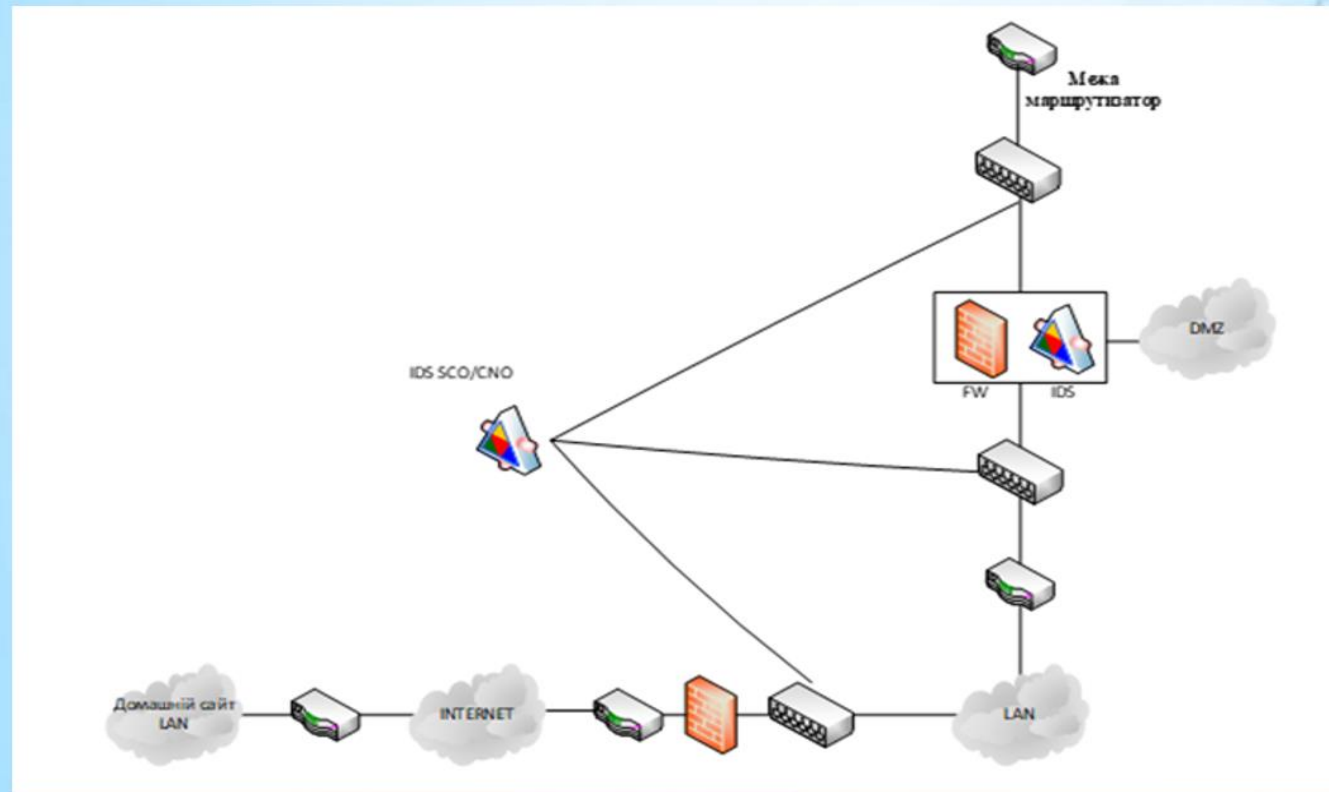 Межа
маршрутизатор
DMZ
IDS SCO/CNO
FW
IDS
Домашній сайт
LAN
INTERNET
LAN